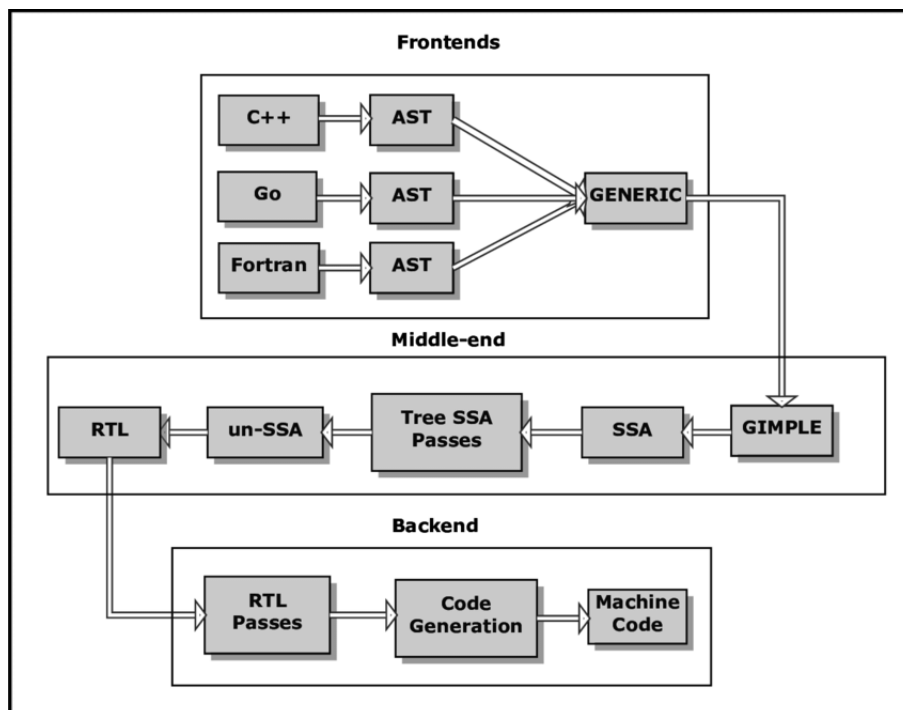 Frontends
C++
AST
Go
AST
GENERIC
Fortran
AST
Middle-end
RTL
un-SSA
Tree SSA
Passes
SSA
GIMPLE
Backend
RTL
Passes
Code
Generation
Machine
Code